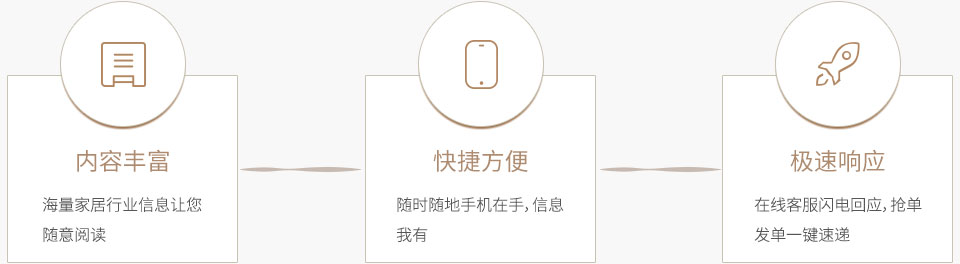 内容丰富
海量家居行业信息让您
随意阅读
快捷方便
随时随地手机在手，信息
我有
极速响应
在线客服闪电回应，抢单
发单一键速递